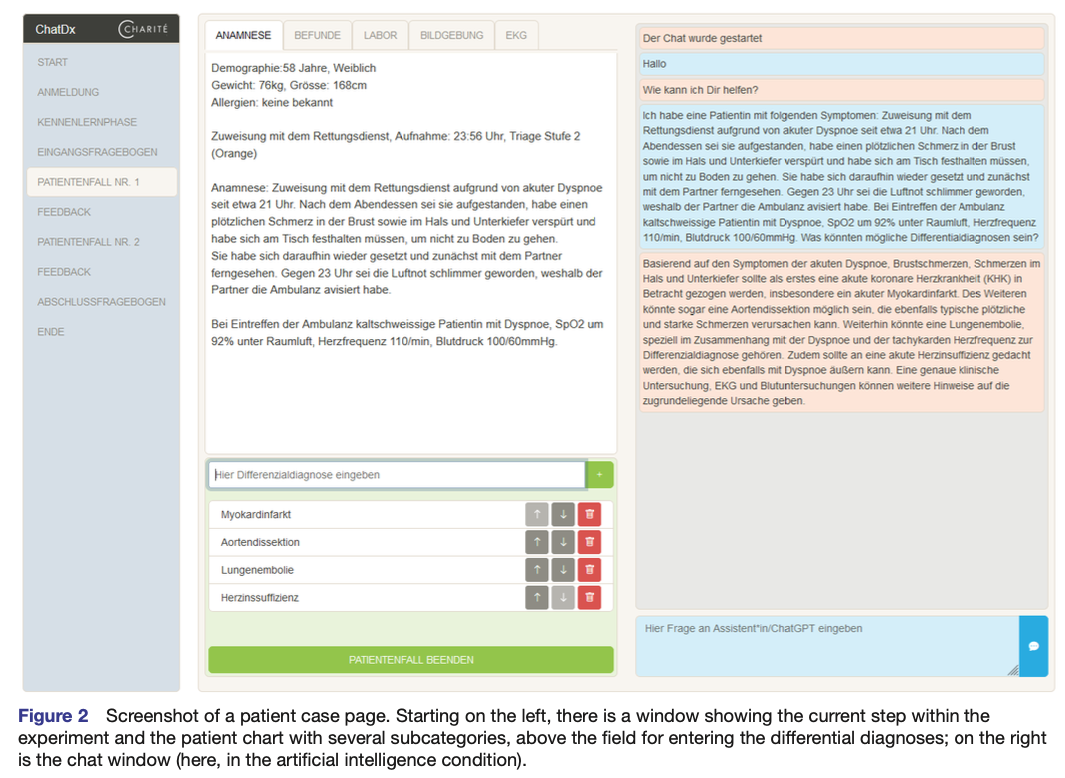 ChatDx CHARITÉ
START
ANMELDUNG
KENNENLERNPHASE
EINGANGSFRAGEBOGEN
PATIENTENFALL NR. 1
FEEDBACK
PATIENTENFALL NR. 2
FEEDBACK
ABSCHLUSSFRAGEBOGEN
ENDE
ANAMNESE BEFUNDE LABOR BILDGEBUNG EKG
Demographie:58 Jahre, Weiblich
Gewicht: 76kg, Grösse: 168cm
Allergien: keine bekannt
Zuweisung mit dem Rettungsdienst, Aufnahme: 23:56 Uhr, Triage Stufe 2
(Orange)
Anamnese: Zuweisung mit dem Rettungsdienst aufgrund von akuter Dyspnoe
seit etwa 21 Uhr. Nach dem Abendessen sei sie aufgestanden, habe einen
plötzlichen Schmerz in der Brust sowie im Hals und Unterkiefer verspürt und
habe sich am Tisch festhalten müssen, um nicht zu Boden zu gehen.
Sie habe sich daraufhin wieder gesetzt und zunächst mit dem Partner
ferngesehen. Gegen 23 Uhr sei die Luftnot schlimmer geworden, weshalb der
Partner die Ambulanz avisiert habe.
Bei Eintreffen der Ambulanz kaltschweissige Patientin mit Dyspnoe, SpO2 um
92% unter Raumluft, Herzfrequenz 110/min, Blutdruck 100/60mmHg.
Hier Differenzialdiagnose eingeben +
Myokardinfarkt ↑ ↓
Aortendissektion ↑ ↓
Lungenembolie ↑ ↓
Herzinssuffizienz ↑ ↓
PATIENTENFALL BEENDEN
Der Chat wurde gestartet
Hallo
Wie kann ich Dir helfen?
Ich habe eine Patientin mit folgenden Symptomen: Zuweisung mit dem
Rettungsdienst aufgrund von akuter Dyspnoe seit etwa 21 Uhr. Nach dem
Abendessen sei sie aufgestanden, habe einen plötzlichen Schmerz in der Brust
sowie im Hals und Unterkiefer verspürt und habe sich am Tisch festhalten müssen,
um nicht zu Boden zu gehen. Sie habe sich daraufhin wieder gesetzt und zunächst
mit dem Partner ferngesehen. Gegen 23 Uhr sei die Luftnot schlimmer geworden,
weshalb der Partner die Ambulanz avisiert habe. Bei Eintreffen der Ambulanz
kaltschweissige Patientin mit Dyspnoe, SpO2 um 92% unter Raumluft, Herzfrequenz
110/min, Blutdruck 100/60mmHg. Was könnten mögliche Differentialdiagnosen sein?
Basierend auf den Symptomen der akuten Dyspnoe, Brustschmerzen, Schmerzen im
Hals und Unterkiefer sollte als erstes eine akute koronare Herzkrankheit (KHK) in
Betracht gezogen werden, insbesondere ein akuter Myokardinfarkt. Des Weiteren
könnte sogar eine Aortendissektion möglich sein, die ebenfalls typische plötzliche
und starke Schmerzen verursachen kann. Weiterhin könnte eine Lungenembolie,
speziell im Zusammenhang mit der Dyspnoe und der tachykarden Herzfrequenz zur
Differenzialdiagnose gehören. Zudem sollte an eine akute Herzinsuffizienz gedacht
werden, die sich ebenfalls mit Dyspnoe äußern kann. Eine genaue klinische
Untersuchung, EKG und Blutuntersuchungen können weitere Hinweise auf die
zugrundeliegende Ursache geben.
Hier Frage an Assistent*in/ChatGPT eingeben
Figure 2 Screenshot of a patient case page. Starting on the left, there is a window showing the current step within the
experiment and the patient chart with several subcategories, above the field for entering the differential diagnoses; on the right
is the chat window (here, in the artificial intelligence condition).